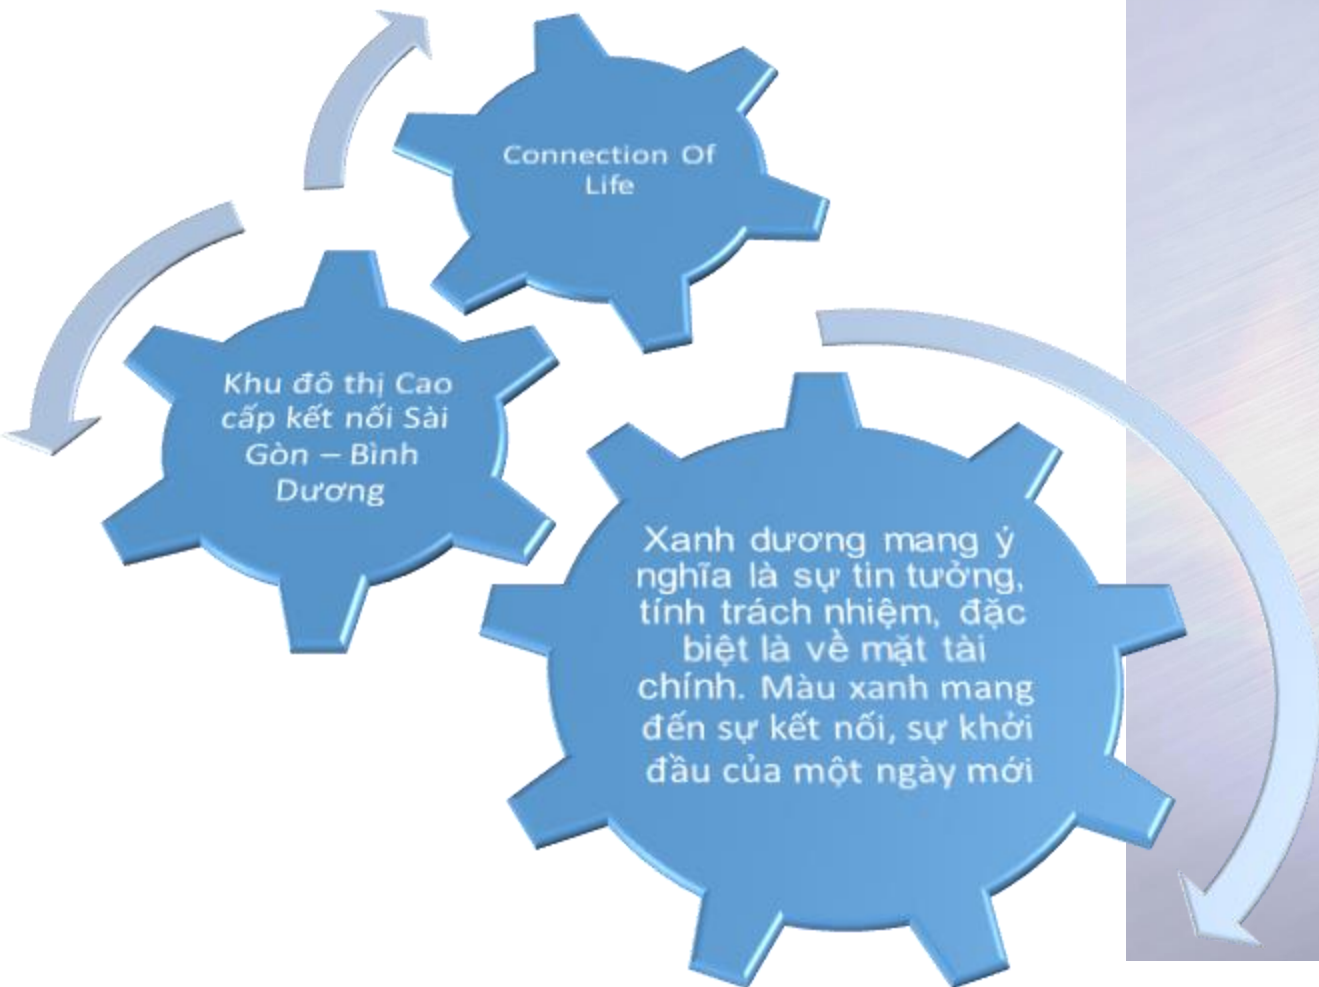 Connection Of
Life
Khu đô thị Cao
cấp kết nối Sài
Gòn – Bình
Dương
Xanh dương mang ý
nghĩa là sự tin tưởng,
tính trách nhiệm, đặc
biệt là về mặt tài
chính. Màu xanh mang
đến sự kết nối, sự khởi
đầu của một ngày mới